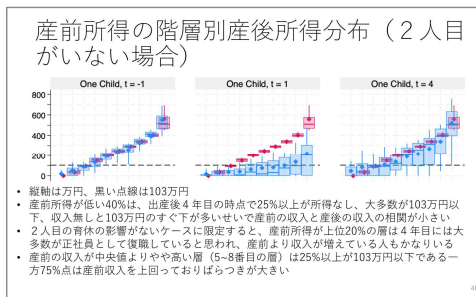 産前所得の階層別産後所得分布（２人目
がいない場合）
One Child, t = -1
One Child, t = 1
One Child, t = 4
800
600
400
200
0
• 縦軸は万円、黒い点線は103万円
• 産前所得が低い40%は、出産後４年目の時点で25%以上が所得なし、大多数が103万円以
下、収入無しと103万円のすぐ下が多いせいで産前の収入と産後の収入の相関が小さい
• ２人目の育休の影響がないケースに限定すると、産前所得が上位20%の層は４年目には大
多数が正社員として復職していると思われ、産前より収入が増えている人もかなりいる
• 産前の収入が中央値よりやや高い層（5~8番目の層）は25%以上が103万円以下である一
方75%点は産前収入を上回っておりばらつきが大きい